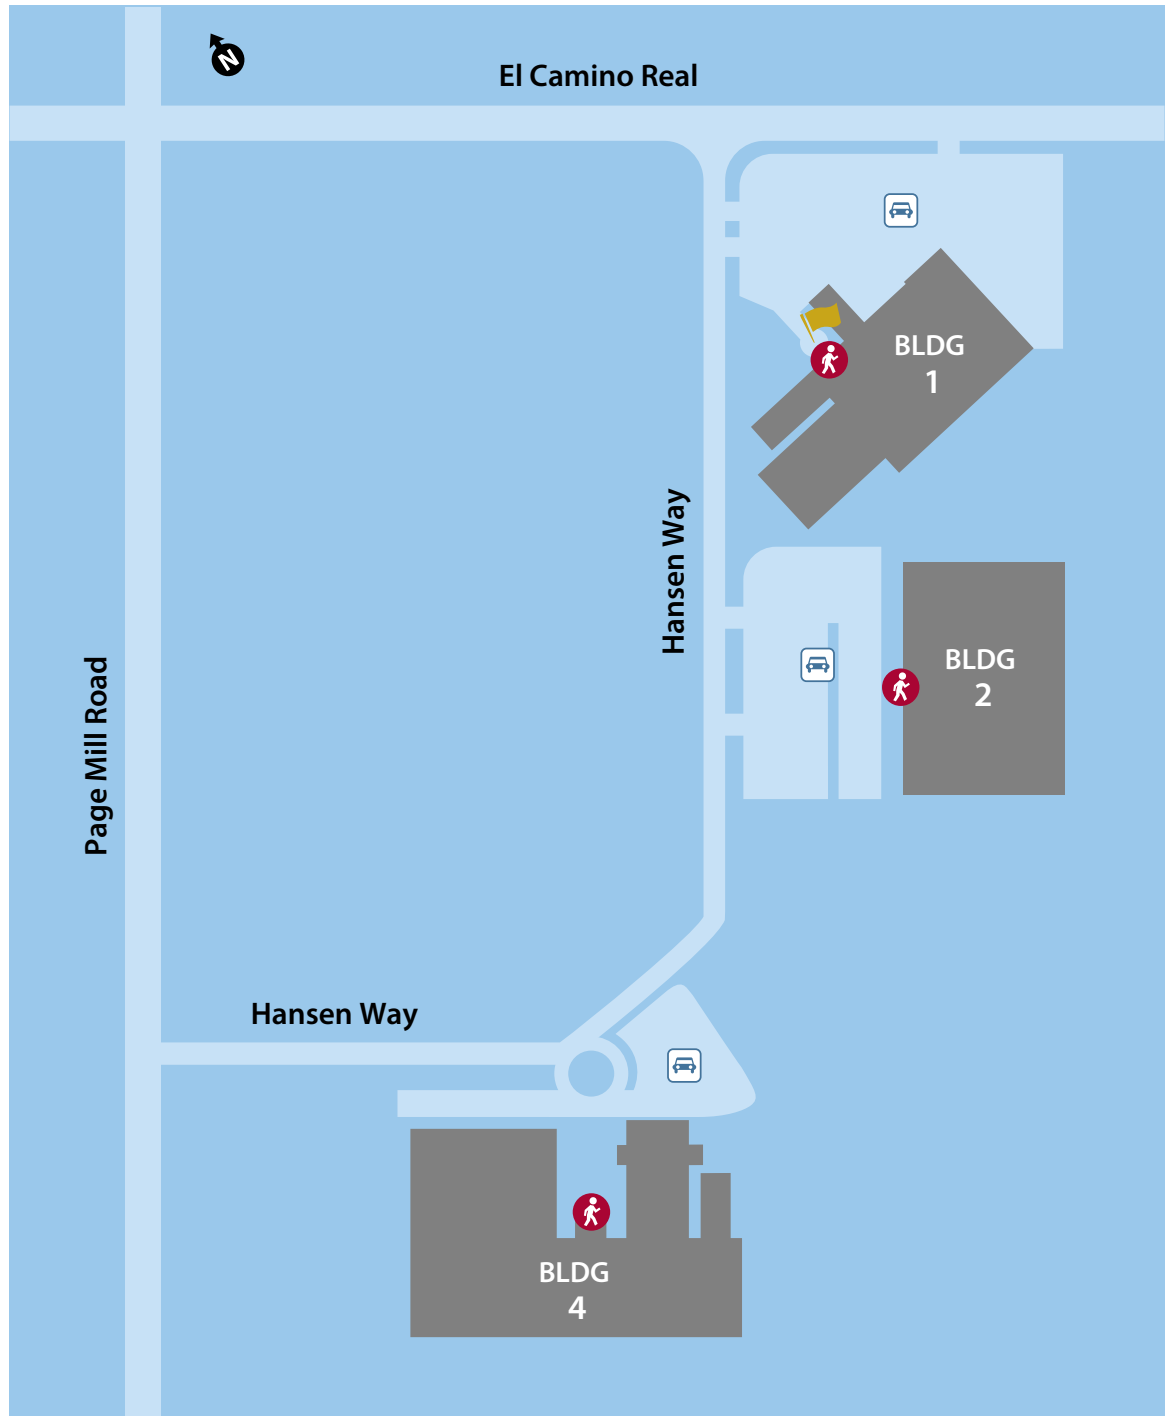 N
El Camino Real
BLDG
1
Hansen Way
BLDG
2
Page Mill Road
Hansen Way
BLDG
4